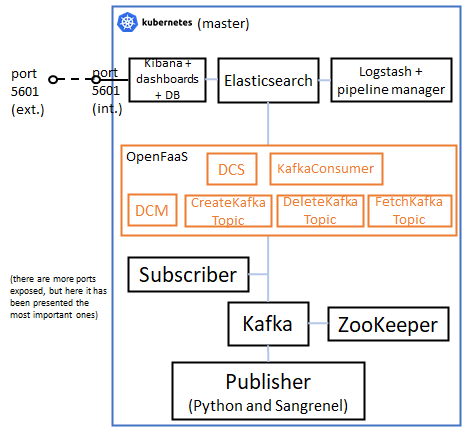 kubernetes (master)
port
5601
(ext.)
port
5601
(int.)
Kibana +
dashboards
+ DB
Elasticsearch
Logstash +
pipeline manager
OpenFaaS
DCS
KafkaConsumer
DCM
CreateKafka
Topic
DeleteKafka
Topic
FetchKafka
Topic
(there are more ports
exposed, but here it has
been presented the
most important ones)
Subscriber
Kafka
ZooKeeper
Publisher
(Python and Sangrenel)